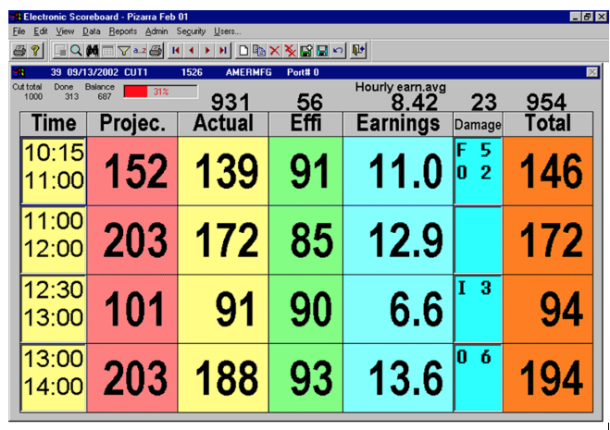 Electronic Scoreboard - Pizarra Feb 01
File Edit View Data Reports Admin Segurity Users...
a..z
39 09/13/2002 CUT1 1526 AMERMFG Port# 0
Cut total Done Balance Hourly earn.avg
1000 313 687 31% 931 56 8.42 23 954
Time Projec. Actual Effi Earnings Damage Total
10:15 F 5
11:00 152 139 91 11.0 O 2 146
11:00
12:00 203 172 85 12.9 172
12:30 I 3
13:00 101 91 90 6.6 94
13:00 O 6
14:00 203 188 93 13.6 194